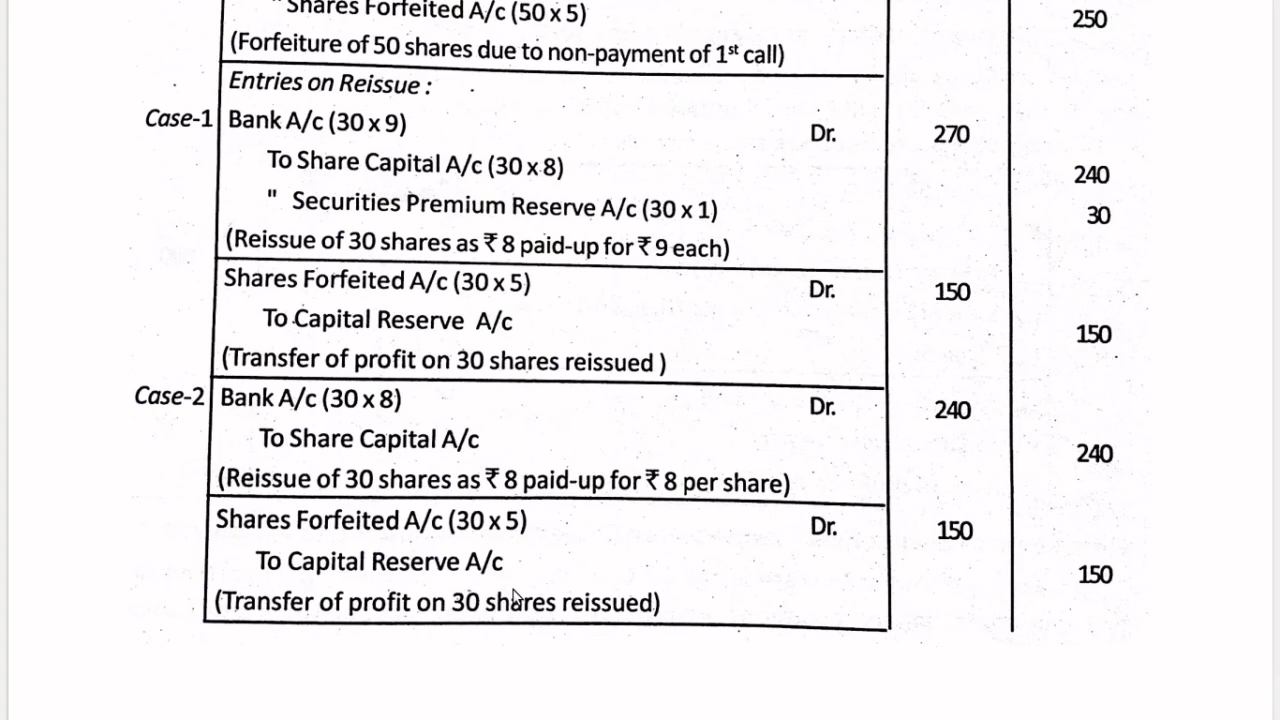 " Shares Forfeited A/c (50 x 5) 250
(Forfeiture of 50 shares due to non-payment of 1st call)
Entries on Reissue :
Case-1 Bank A/c (30 x 9) Dr. 270
To Share Capital A/c (30 x 8) 240
" Securities Premium Reserve A/c (30 x 1) 30
(Reissue of 30 shares as ₹ 8 paid-up for ₹ 9 each)
Shares Forfeited A/c (30 x 5) Dr. 150
To Capital Reserve A/c 150
(Transfer of profit on 30 shares reissued )
Case-2 Bank A/c (30 x 8) Dr. 240
To Share Capital A/c 240
(Reissue of 30 shares as ₹ 8 paid-up for ₹ 8 per share)
Shares Forfeited A/c (30 x 5) Dr. 150
To Capital Reserve A/c 150
(Transfer of profit on 30 shares reissued)